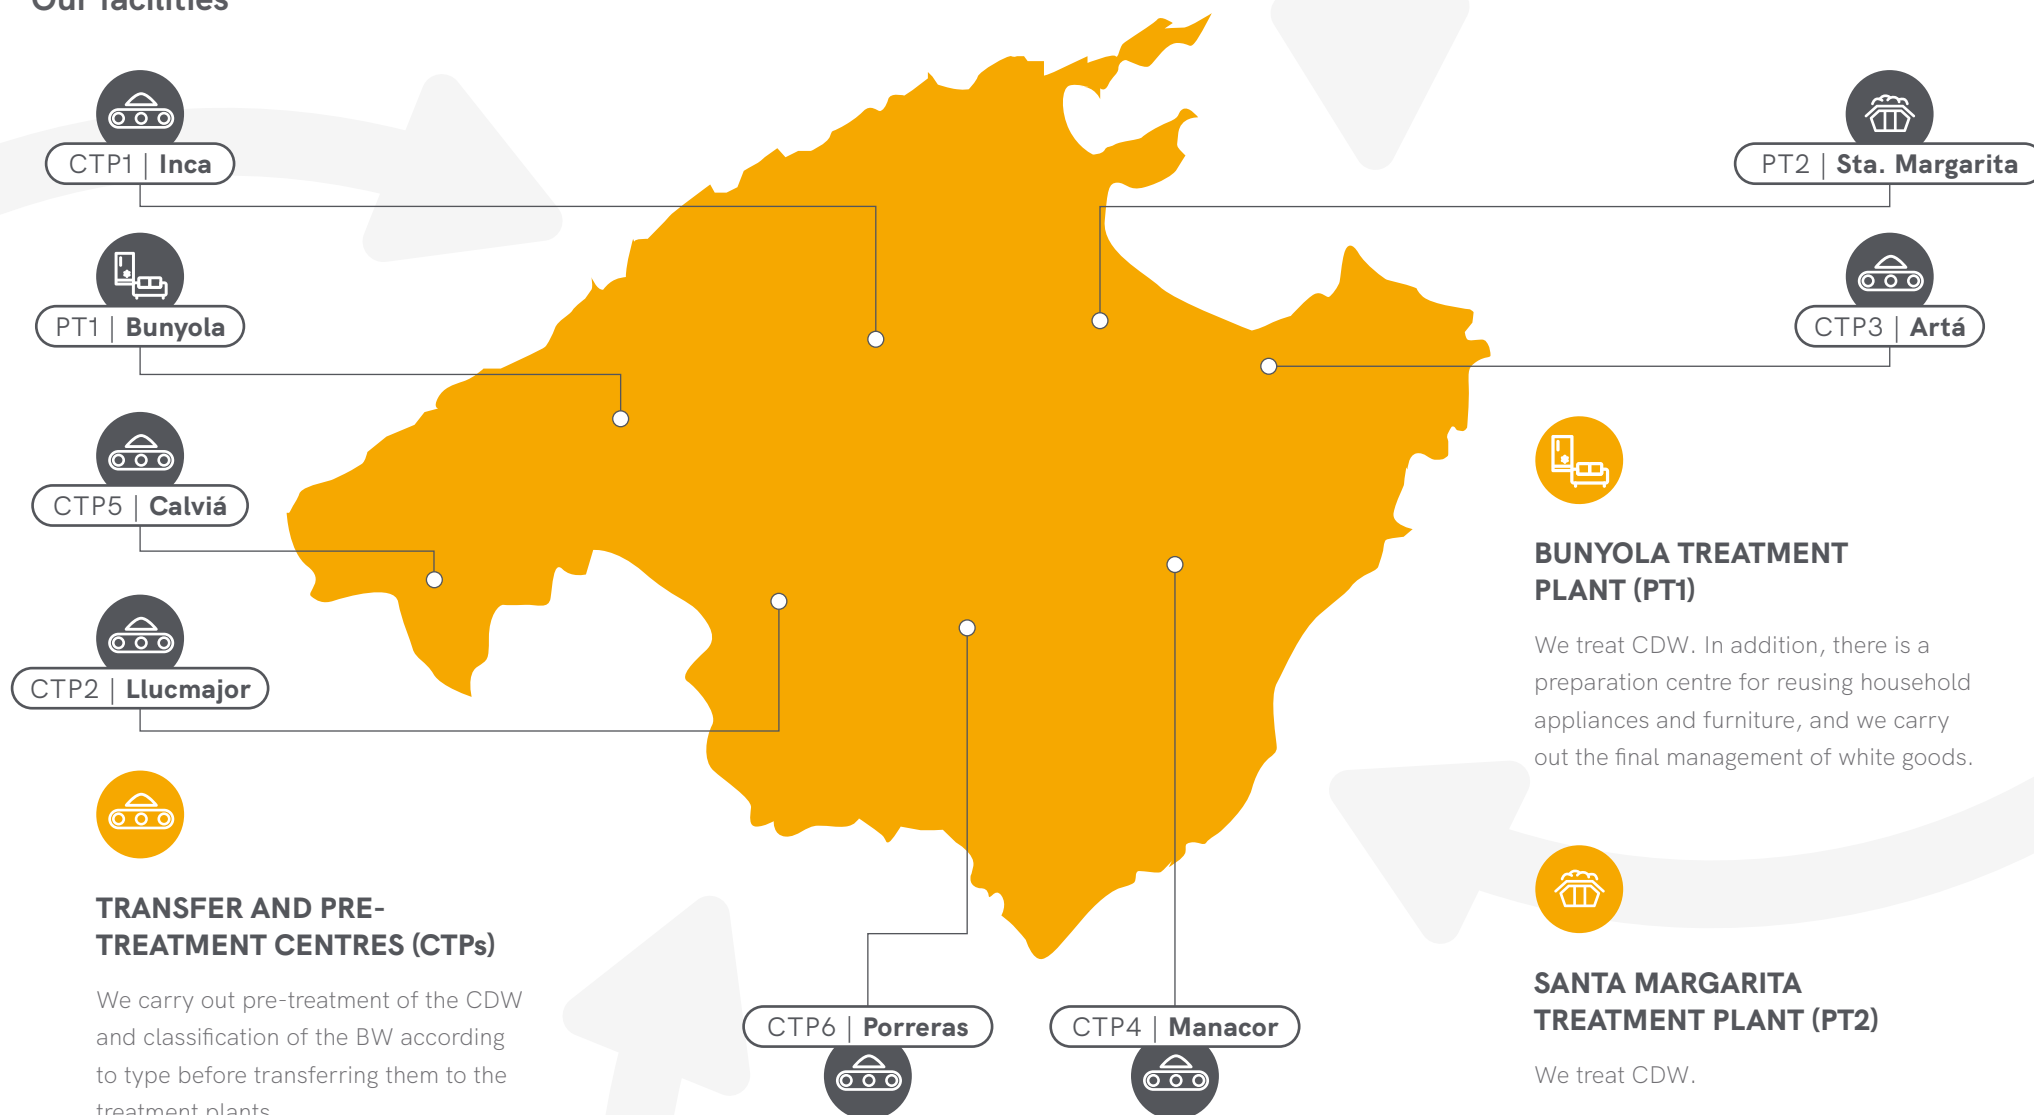 Our facilities
CTP1 | Inca
PT2 | Sta. Margarita
PT1 | Bunyola
CTP3 | Artá
CTP5 | Calviá
CTP2 | Llucmajor
BUNYOLA TREATMENT
PLANT (PT1)
We treat CDW. In addition, there is a
preparation centre for reusing household
appliances and furniture, and we carry
out the final management of white goods.
TRANSFER AND PRE-
TREATMENT CENTRES (CTPs)
We carry out pre-treatment of the CDW
and classification of the BW according
to type before transferring them to the
treatment plants
CTP6 | Porreras
CTP4 | Manacor
SANTA MARGARITA
TREATMENT PLANT (PT2)
We treat CDW.